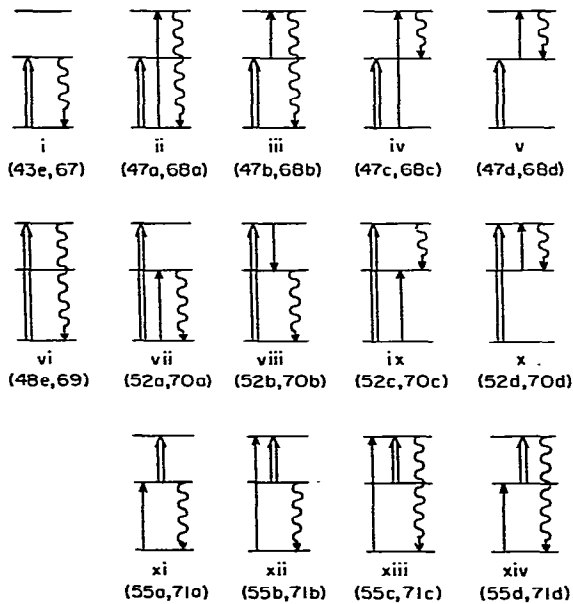 i ii iii iv v
(43e,67) (47a,68a) (47b,68b) (47c,68c) (47d,68d)
vi vii viii ix x
(48e,69) (52a,70a) (52b,70b) (52c,70c) (52d,70d)
xi xii xiii xiv
(55a,71a) (55b,71b) (55c,71c) (55d,71d)